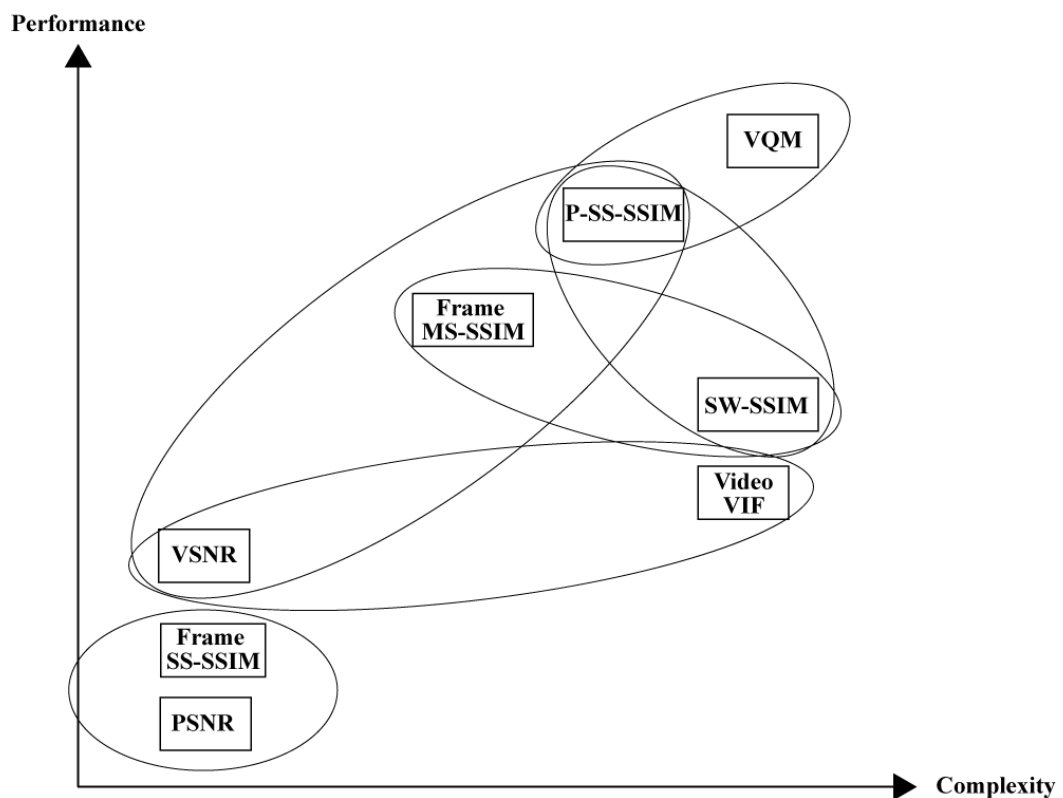 Performance
VQM
P-SS-SSIM
Frame
MS-SSIM
SW-SSIM
Video
VIF
VSNR
Frame
SS-SSIM
PSNR
Complexity